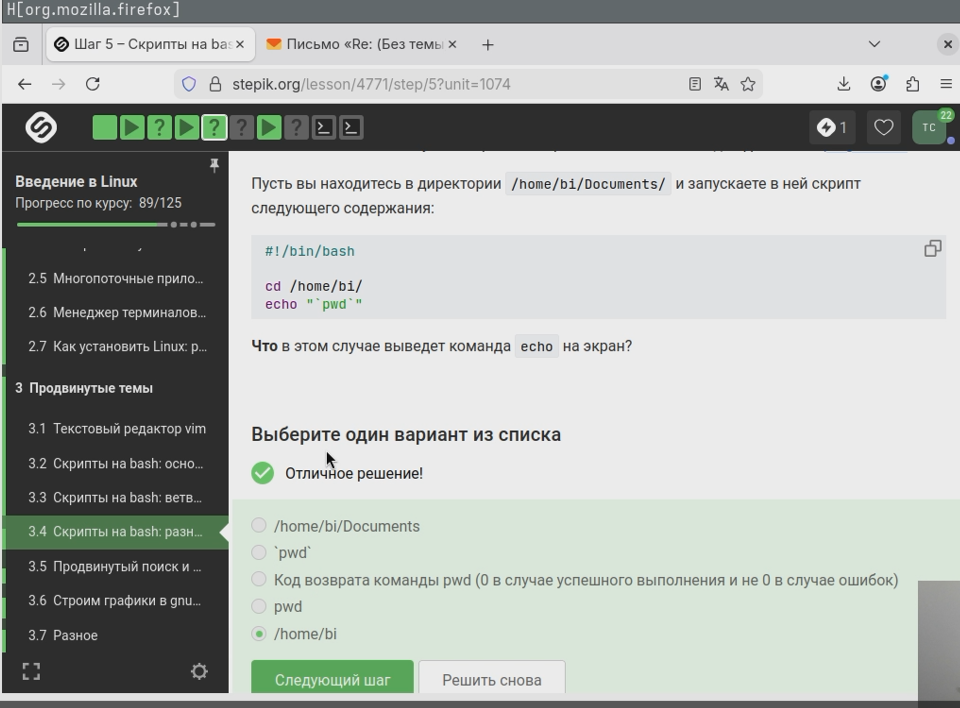 H[org.mozilla.firefox]
Шаг 5 – Скрипты на bas
Письмо «Re: (Без темы
stepik.org/lesson/4771/step/5?unit=1074
1
TC
22
Введение в Linux
Прогресс по курсу: 89/125
2.5 Многопоточные прило...
2.6 Менеджер терминалов...
2.7 Как установить Linux: р...
3 Продвинутые темы
3.1 Текстовый редактор vim
3.2 Скрипты на bash: осно...
3.3 Скрипты на bash: ветв...
3.4 Скрипты на bash: разн...
3.5 Продвинутый поиск и ...
3.6 Строим графики в gnu...
3.7 Разное
Пусть вы находитесь в директории /home/bi/Documents/ и запускаете в ней скрипт
следующего содержания:
#!/bin/bash
cd /home/bi/
echo "`pwd`"
Что в этом случае выведет команда echo на экран?
Выберите один вариант из списка
Отличное решение!
/home/bi/Documents
`pwd`
Код возврата команды pwd (0 в случае успешного выполнения и не 0 в случае ошибок)
pwd
/home/bi
Следующий шаг
Решить снова